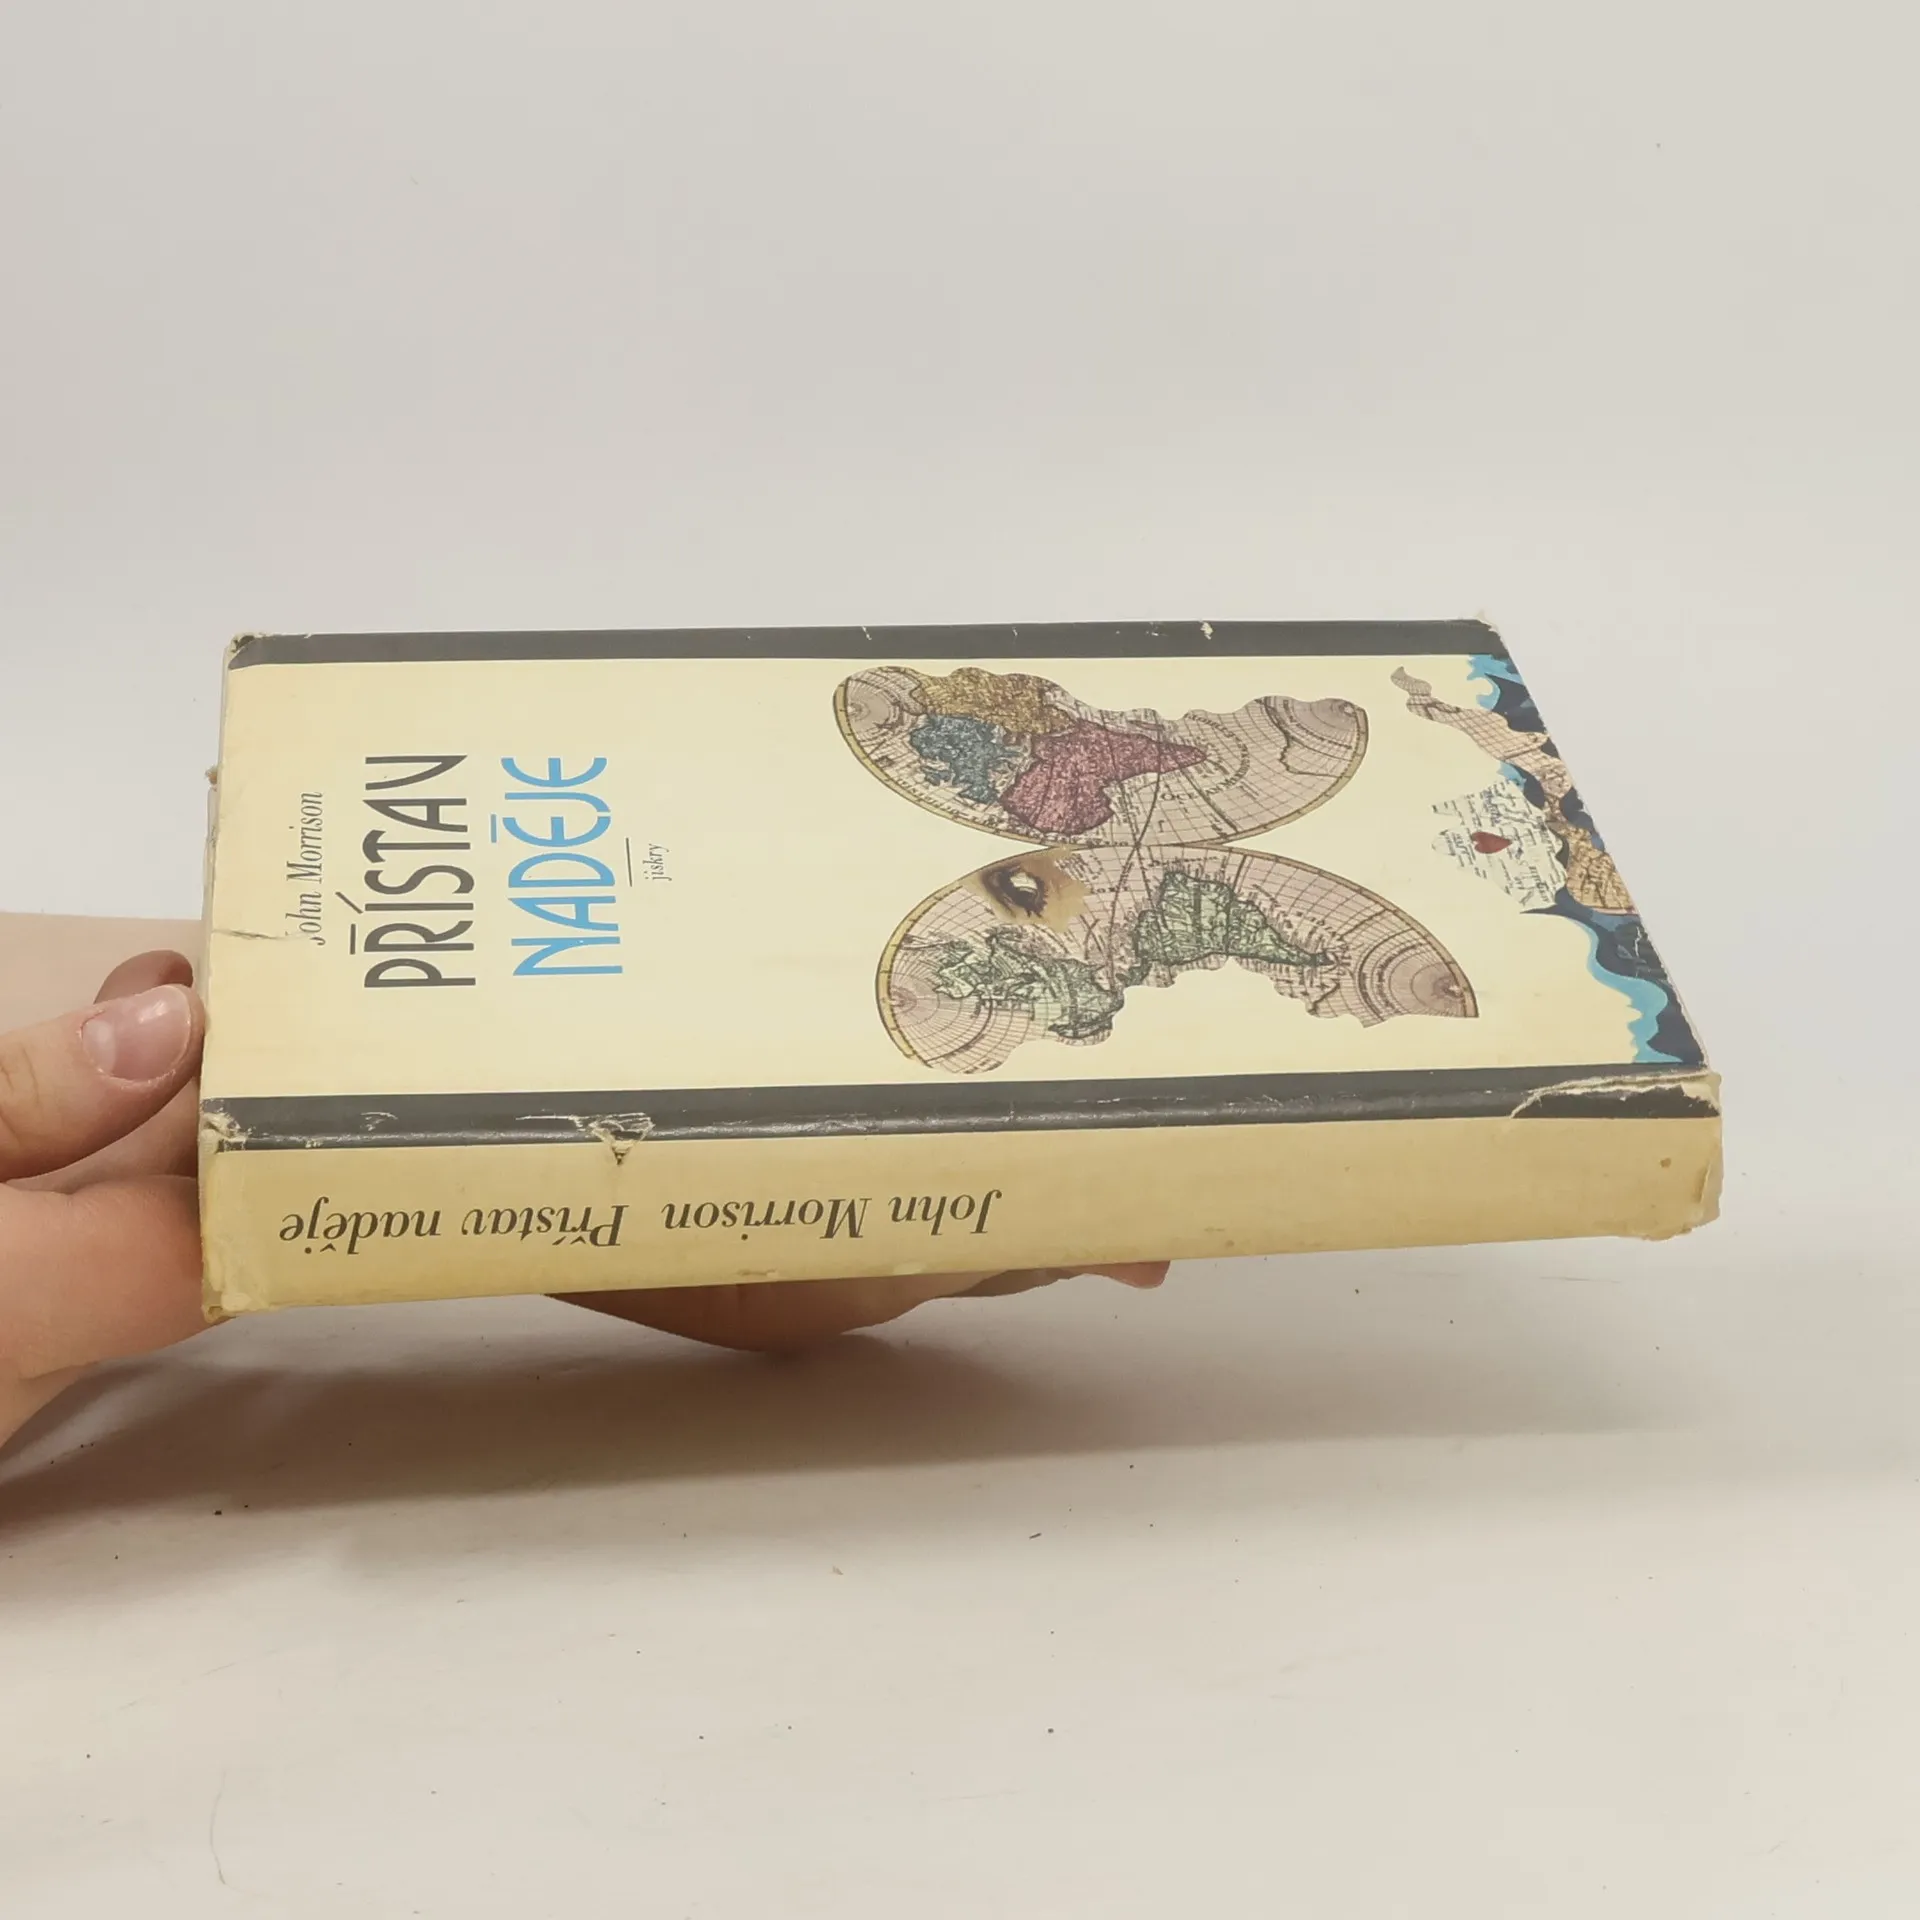 John Morrison
PŘÍSTAV
NADĚJE
jiskry
John Morrison Přístav naděje